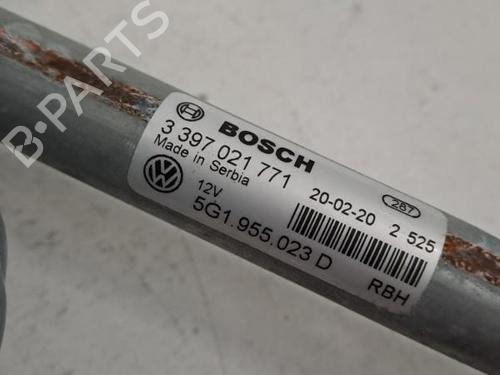 BOSCH
3 397 021 771
Made in Serbia
287
20-02-20 2 525
12V
5G1.955.023 D
RBH
B-PARTS